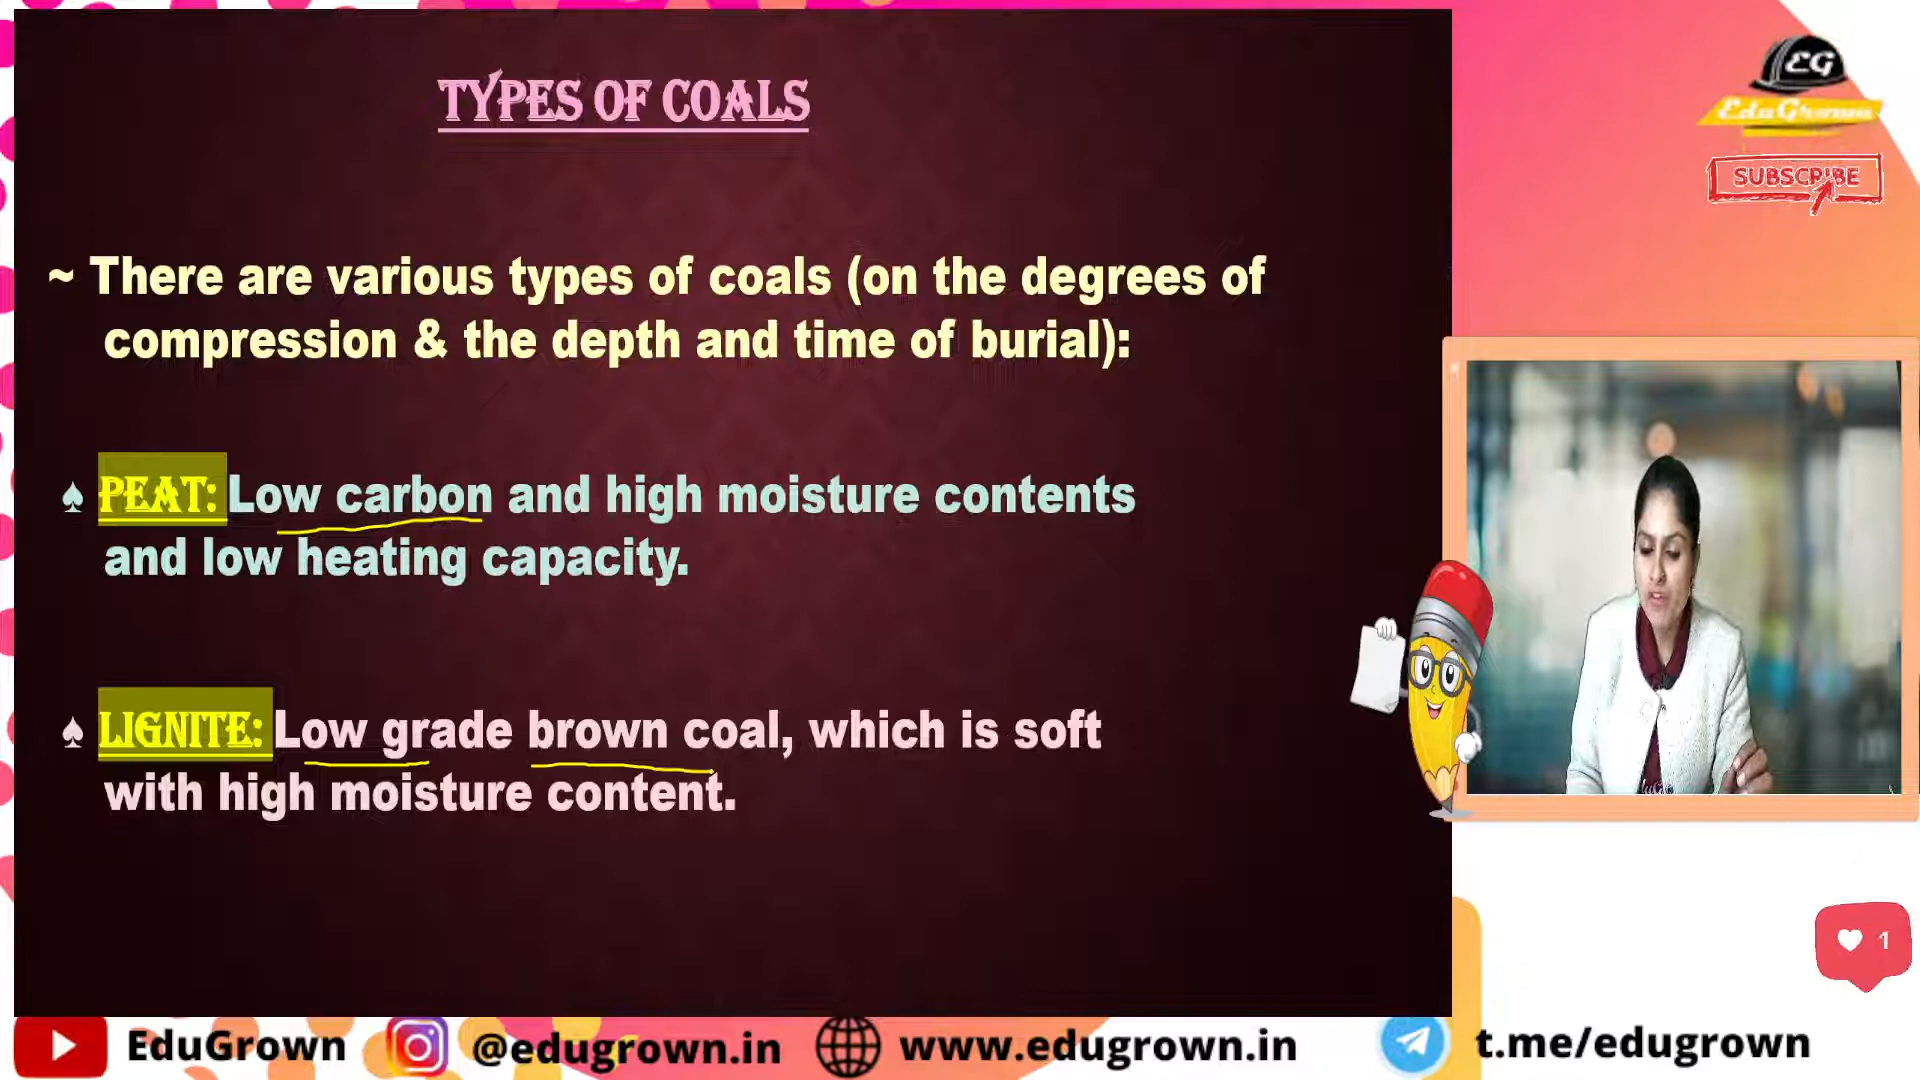 TYPES OF COALS
EG
EduGrown
SUBSCRIBE
~ There are various types of coals (on the degrees of
compression & the depth and time of burial):
♠ PEAT: Low carbon and high moisture contents
and low heating capacity.
♠ LIGNITE: Low grade brown coal, which is soft
with high moisture content.
1
EduGrown
@edugrown.in
www.edugrown.in
t.me/edugrown